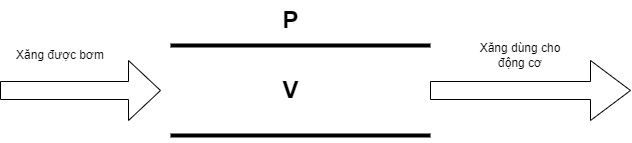 P
Xăng được bơm
V
Xăng dùng cho
động cơ